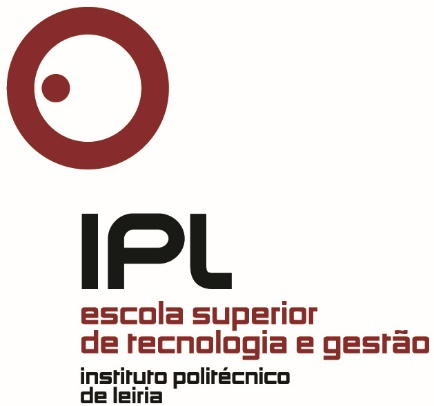 IPL
escola superior
de tecnologia e gestão
instituto politécnico
de leiria